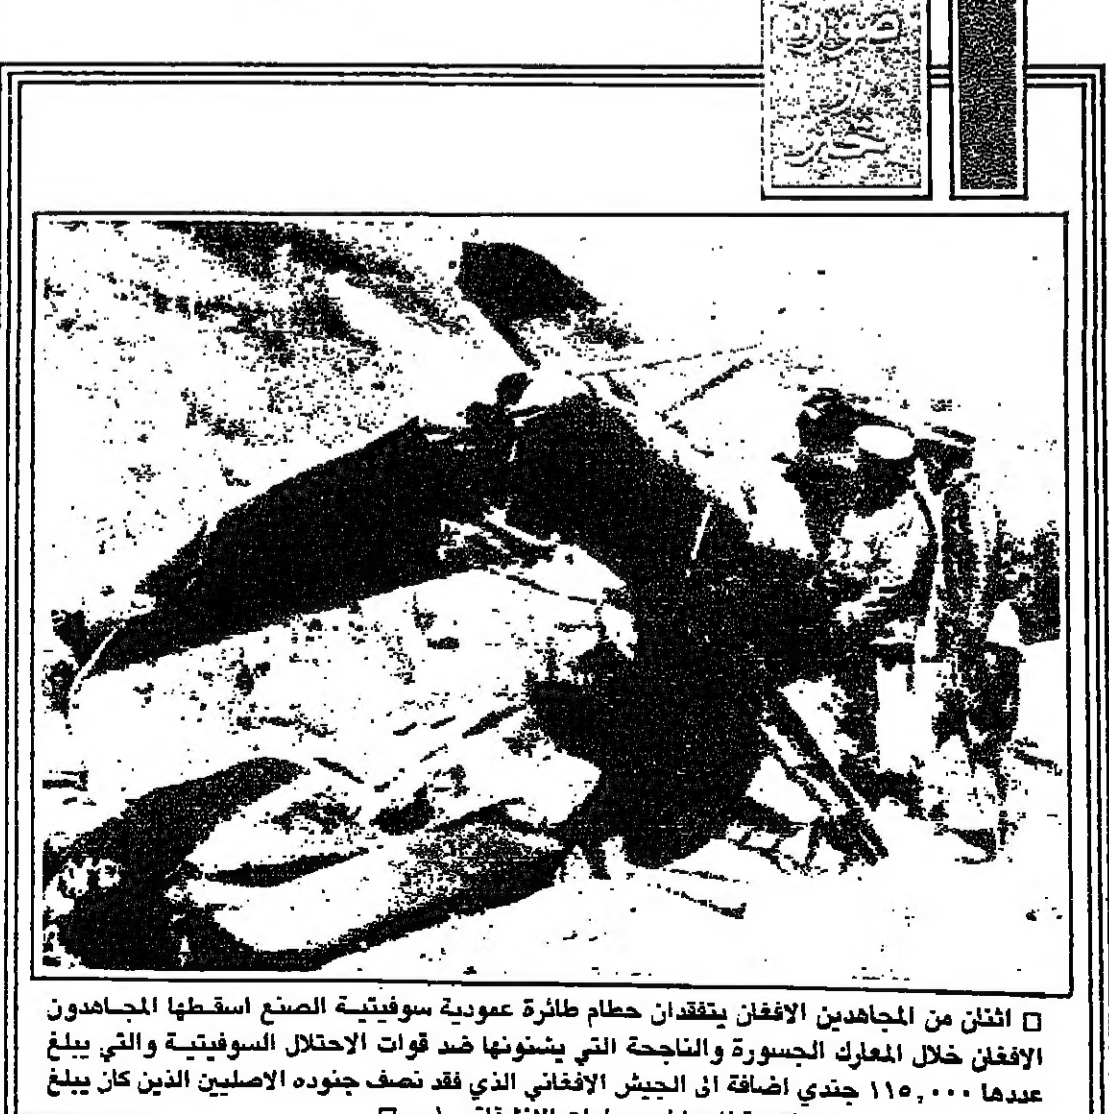 صورة
و
خبر
□ اثنان من المجاهدين الافغان يتفقدان حطام طائرة عمودية سوفيتية الصنع اسقطها المجاهدون
الافغان خلال المعارك الجسورة والناجحة التي يشنونها ضد قوات الاحتلال السوفيتية والتي يبلغ
عددها ١١٥,٠٠٠ جندي اضافة الى الجيش الافغاني الذي فقد نصف جنوده الاصليين الذين كان يبلغ